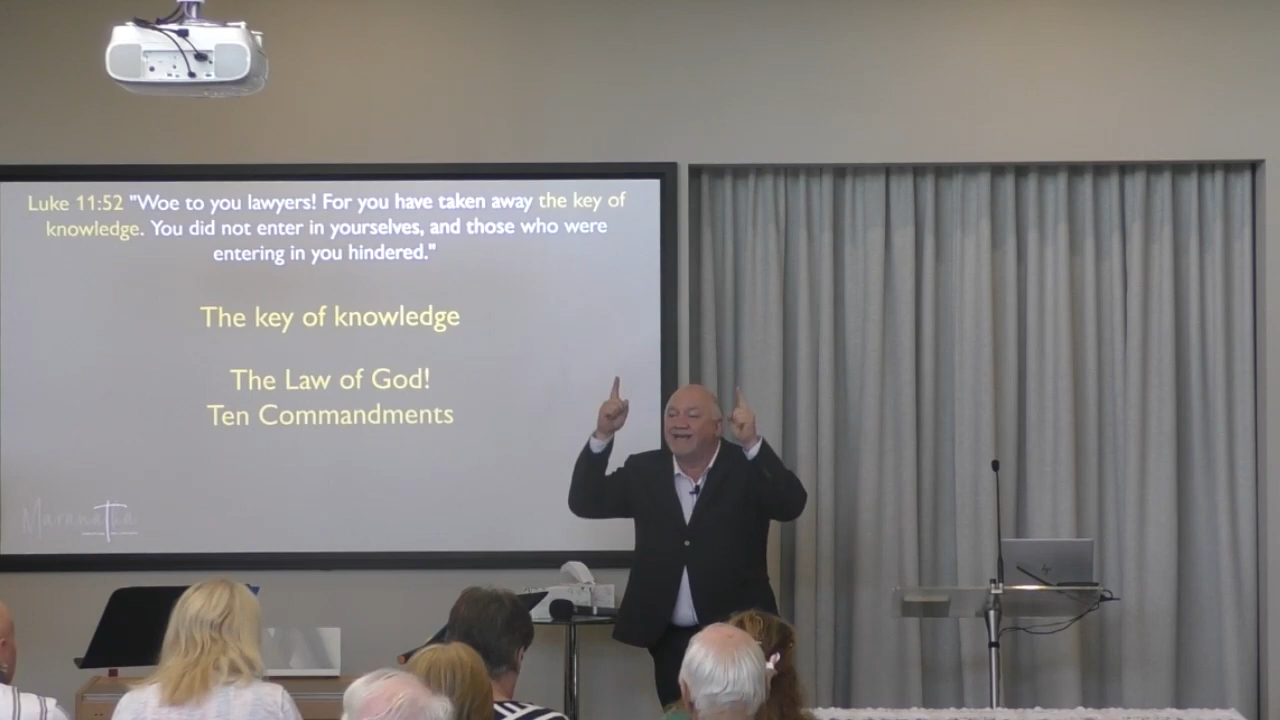 Luke 11:52 "Woe to you lawyers! For you have taken away the key of
knowledge. You did not enter in yourselves, and those who were
entering in you hindered."
The key of knowledge
The Law of God!
Ten Commandments
Maranatha
hp